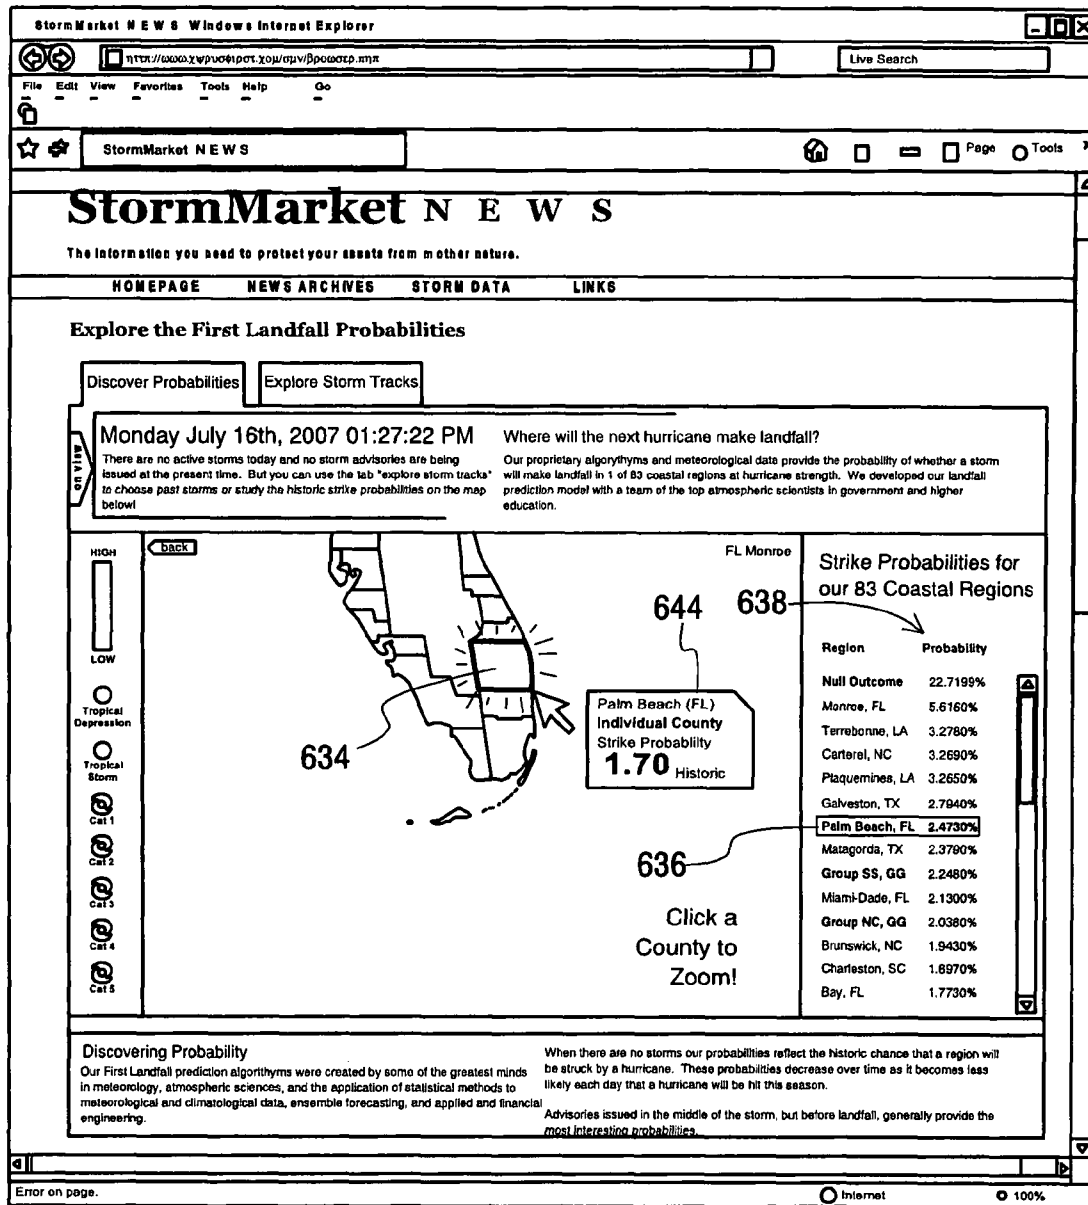 StormMarket N E W S Windows Internet Explorer
ηττπ://ωωω.χωρυσφιρστ.χομ/σμν/βροωσερ.πηπ
Live Search
File Edit View Favorites Tools Help Go
StormMarket N E W S
Page Tools
StormMarket N E W S
The information you need to protect your assets from mother nature.
HOMEPAGE NEWS ARCHIVES STORM DATA LINKS
Explore the First Landfall Probabilities
Discover Probabilities Explore Storm Tracks
on view
Monday July 16th, 2007 01:27:22 PM
There are no active storms today and no storm advisories are being
issued at the present time. But you can use the tab "explore storm tracks"
to choose past storms or study the historic strike probabilities on the map
below!
Where will the next hurricane make landfall?
Our proprietary algorythyms and meteorological data provide the probability of whether a storm
will make landfall in 1 of 83 coastal regions at hurricane strength. We developed our landfall
prediction model with a team of the top atmospheric scientists in government and higher
education.
HIGH
LOW
Tropical
Depression
Tropical
Storm
Cat 1
Cat 2
Cat 3
Cat 4
Cat 5
back
FL Monroe
644
638
634
636
Palm Beach (FL)
Individual County
Strike Probablilty
1.70 Historic
Click a
County to
Zoom!
Strike Probabilities for
our 83 Coastal Regions
Region Probability
Null Outcome 22.7199%
Monroe, FL 5.6160%
Terrebonne, LA 3.2780%
Carteret, NC 3.2690%
Plaquemines, LA 3.2650%
Galveston, TX 2.7940%
Palm Beach, FL 2.4730%
Matagorda, TX 2.3790%
Group SS, GG 2.2480%
Miami-Dade, FL 2.1300%
Group NC, GG 2.0380%
Brunswick, NC 1.9430%
Charleston, SC 1.8970%
Bay, FL 1.7730%
Discovering Probability
Our First Landfall prediction algorithyms were created by some of the greatest minds
in meteorology, atmospheric sciences, and the application of statistical methods to
meteorological and climatological data, ensemble forecasting, and applied and financial
engineering.
When there are no storms our probabilities reflect the historic chance that a region will
be struck by a hurricane. These probabilities decrease over time as it becomes less
likely each day that a hurricane will be hit this season.
Advisories issued in the middle of the storm, but before landfall, generally provide the
most interesting probabilities.
Error on page.
Internet
100%